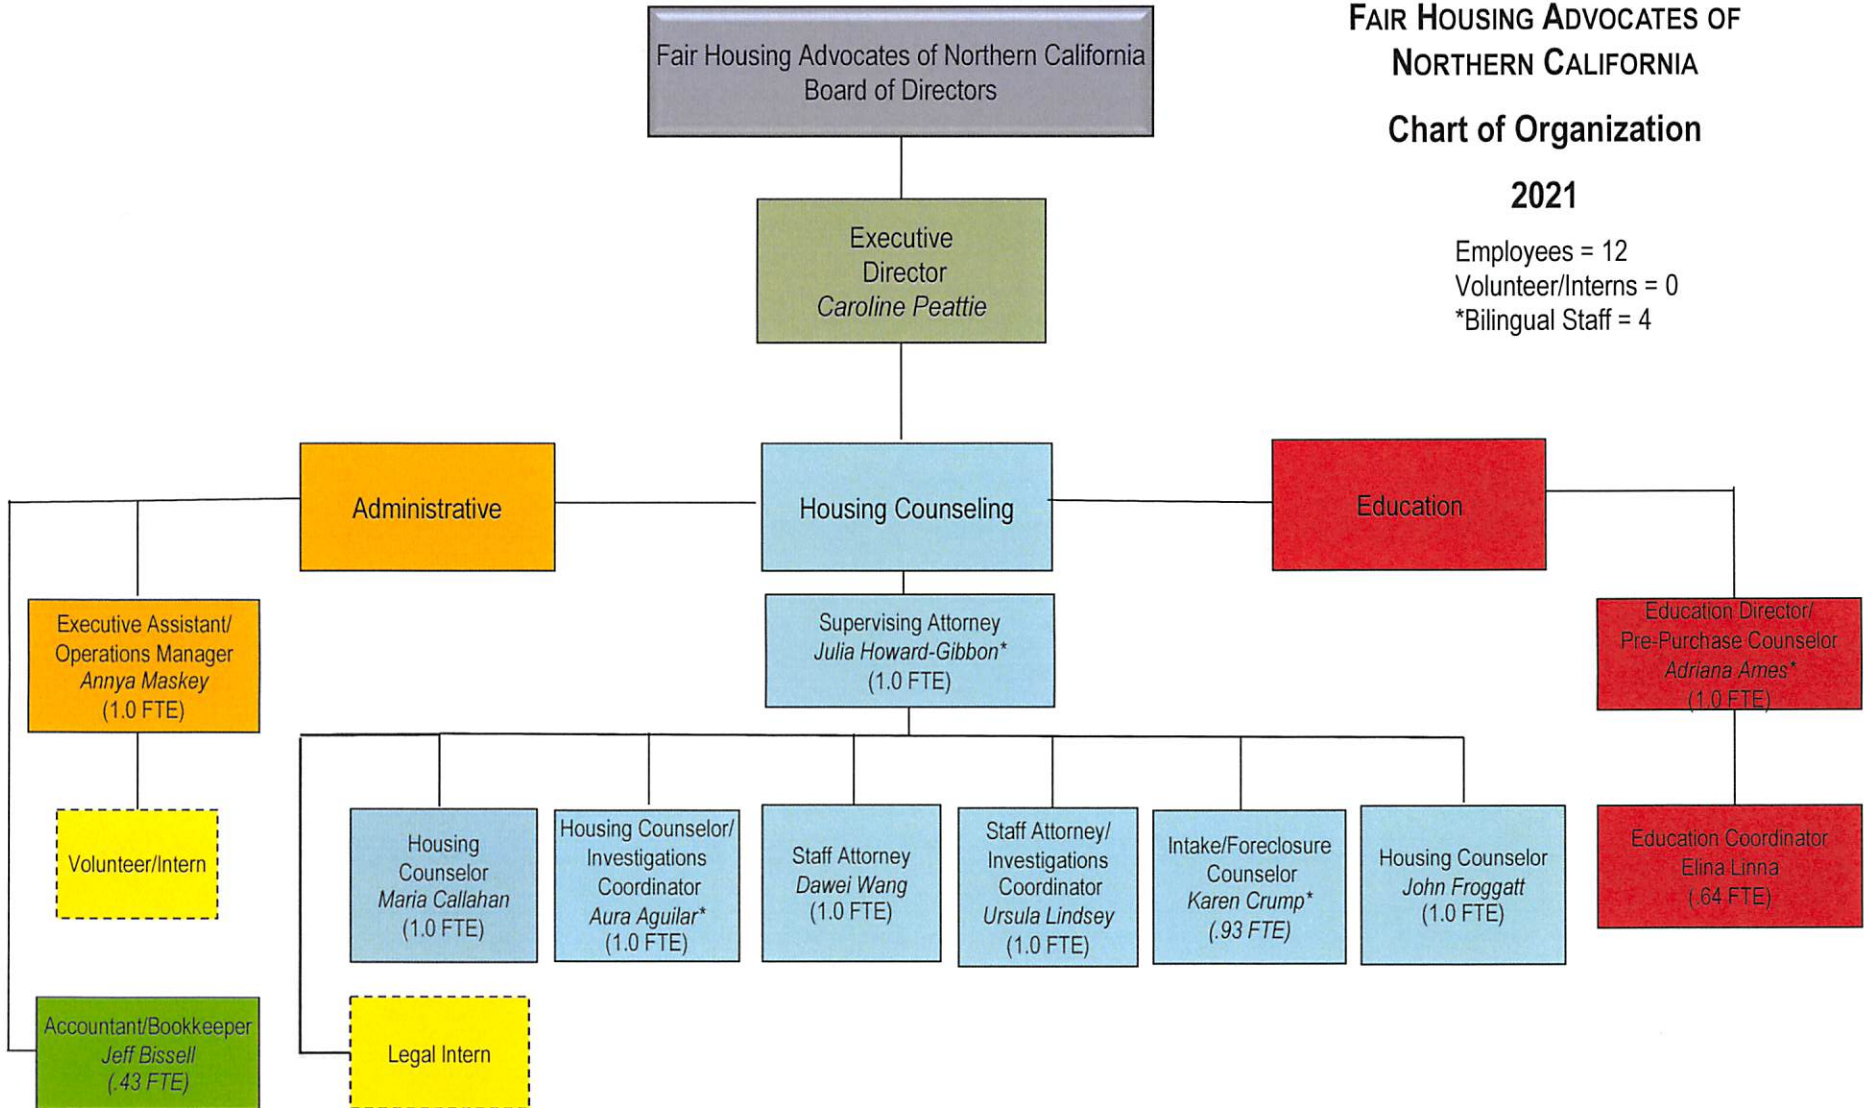 FAIR HOUSING ADVOCATES OF
NORTHERN CALIFORNIA
Chart of Organization
2021
Employees = 12
Volunteer/Interns = 0
*Bilingual Staff = 4
Fair Housing Advocates of Northern California
Board of Directors
Executive
Director
Caroline Peattie
Administrative
Housing Counseling
Education
Executive Assistant/
Operations Manager
Annya Maskey
(1.0 FTE)
Supervising Attorney
Julia Howard-Gibbon*
(1.0 FTE)
Education Director/
Pre-Purchase Counselor
Adriana Ames*
(1.0 FTE)
Volunteer/Intern
Housing
Counselor
Maria Callahan
(1.0 FTE)
Housing Counselor/
Investigations
Coordinator
Aura Aguilar*
(1.0 FTE)
Staff Attorney
Dawei Wang
(1.0 FTE)
Staff Attorney/
Investigations
Coordinator
Ursula Lindsey
(1.0 FTE)
Intake/Foreclosure
Counselor
Karen Crump*
(.93 FTE)
Housing Counselor
John Froggatt
(1.0 FTE)
Education Coordinator
Elina Linna
(.64 FTE)
Accountant/Bookkeeper
Jeff Bissell
(.43 FTE)
Legal Intern